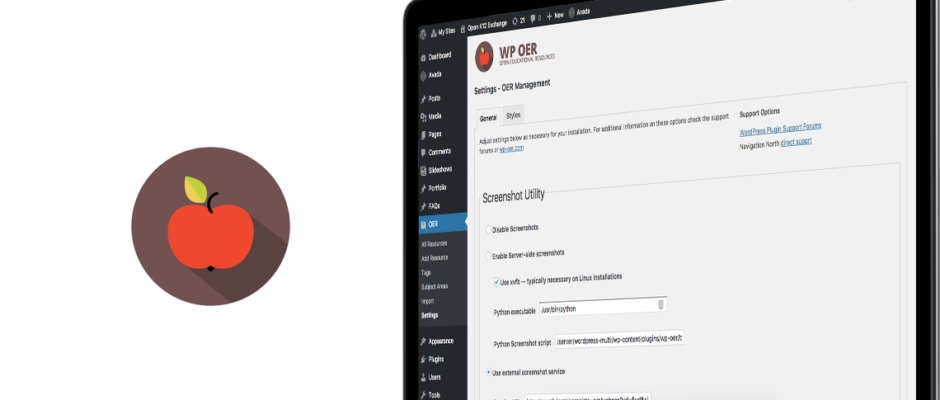 My Sites Open K12 Exchange 21 0 New Avada
Dashboard
Avada
Posts
Media
Pages
Comments
Slideshows
Portfolio
FAQs
OER
All Resources
Add Resource
Tags
Subject Areas
Import
Settings
Appearance
Plugins
Users
Tools
WP OER
OPEN EDUCATIONAL RESOURCES
Settings - OER Management
General Styles
Adjust settings below as necessary for your installation. For additional information on these options check the support
forums or wp-oer.com
Support Options
WordPress Plugin Support Forums
Navigation North direct support
Screenshot Utility
Disable Screenshots
Enable Server-side screenshots
Use xvfb — typically necessary on Linux installations
Python executable /usr/bin/python
Python Screenshot script /server/wordpress-multi/wp-content/plugins/wp-oer/
Use external screenshot service